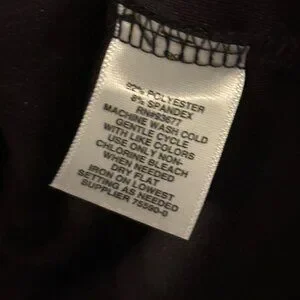 92% POLYESTER
8% SPANDEX
RN#93677
MACHINE WASH COLD
GENTLE CYCLE
WITH LIKE COLORS
USE ONLY NON-
CHLORINE BLEACH
WHEN NEEDED
DRY FLAT
IRON ON LOWEST
SETTING AS NEEDED
SUPPLIER 75590-0